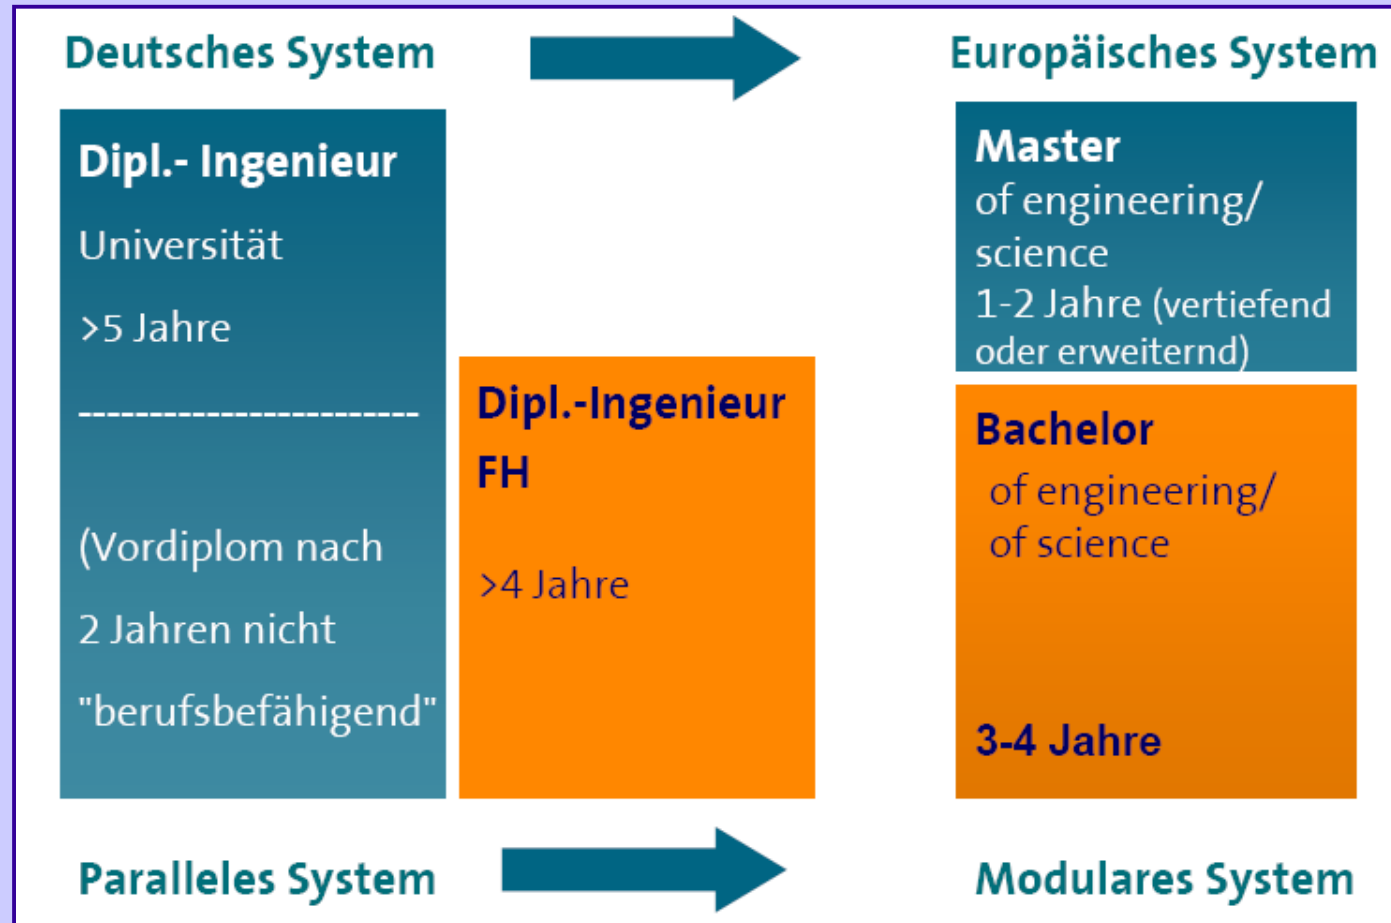 Deutsches System
Europäisches System
Dipl.- Ingenieur
Universität
>5 Jahre
------------------------
(Vordiplom nach
2 Jahren nicht
"berufsbefähigend"
Dipl.-Ingenieur
FH
>4 Jahre
Master
of engineering/
science
1-2 Jahre (vertiefend
oder erweiternd)
Bachelor
of engineering/
of science
3-4 Jahre
Paralleles System
Modulares System